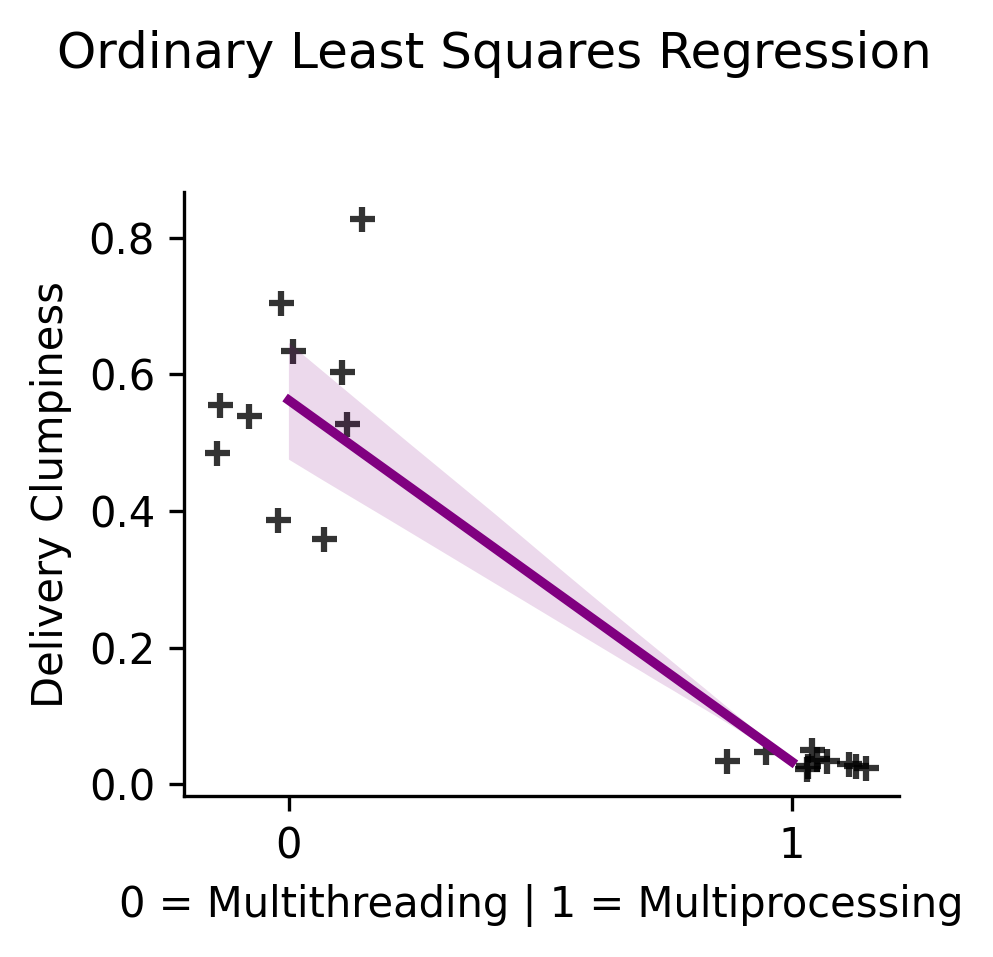 Ordinary Least Squares Regression
0.8
0.6
0.4
0.2
0.0
Delivery Clumpiness
0 1
0 = Multithreading | 1 = Multiprocessing